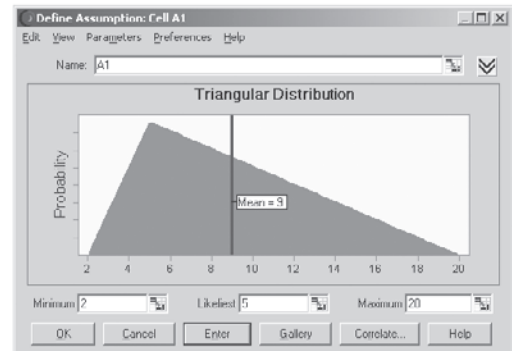 Define Assumption: Cell A1
Edit View Parameters Preferences Help
Name: A1
Triangular Distribution
Probability
Mean = 9
2 4 6 8 10 12 14 16 18 20
Minimum 2 Likeliest 5 Maximum 20
OK Cancel Enter Gallery Correlate... Help